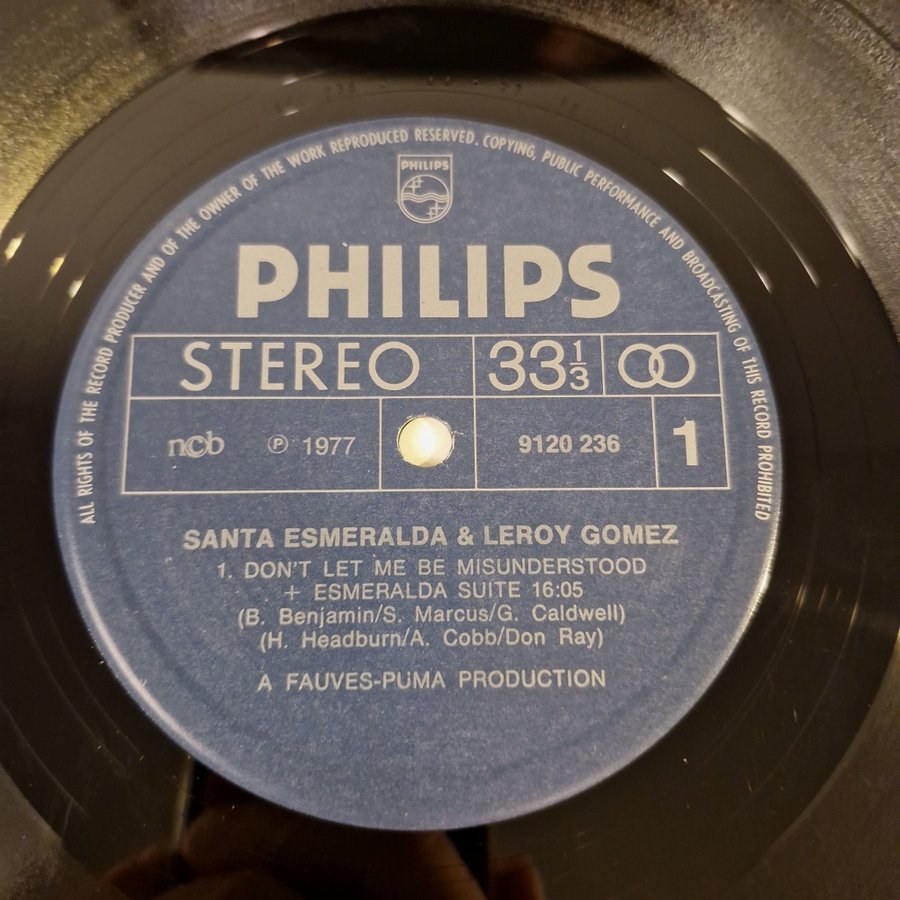 ALL RIGHTS OF THE RECORD PRODUCER AND OF THE OWNER OF THE WORK REPRODUCED RESERVED. COPYING, PUBLIC PERFORMANCE AND BROADCASTING OF THIS RECORD PROHIBITED
PHILIPS
PHILIPS
STEREO 33 1/3
ncb ℗ 1977 9120 236 1
SANTA ESMERALDA & LEROY GOMEZ
1. DON'T LET ME BE MISUNDERSTOOD
+ ESMERALDA SUITE 16:05
(B. Benjamin/S. Marcus/G. Caldwell)
(H. Headburn/A. Cobb/Don Ray)
A FAUVES-PUMA PRODUCTION